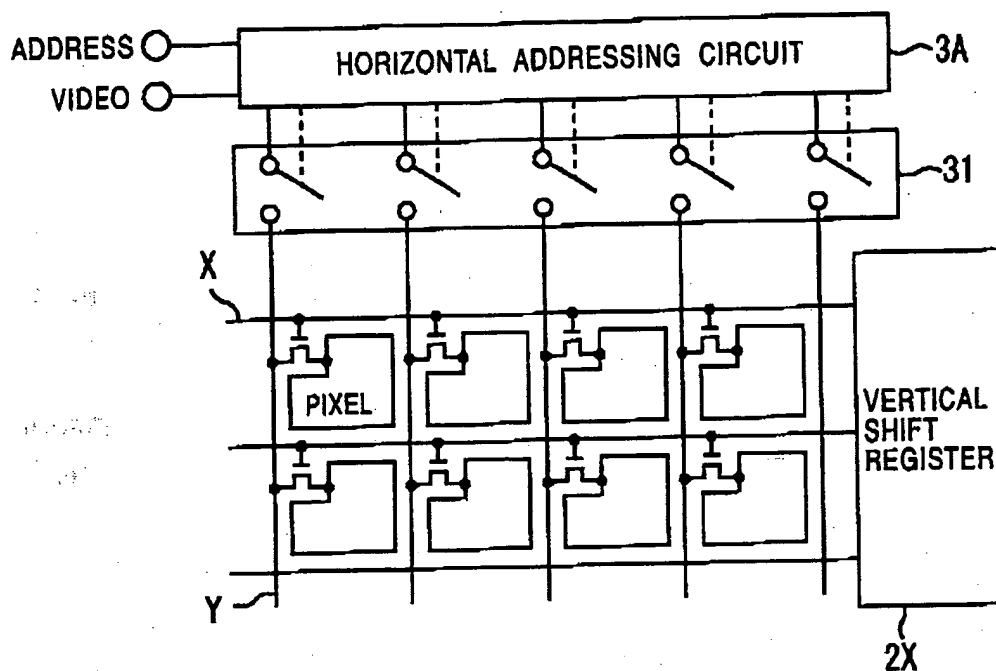 ADDRESS
HORIZONTAL ADDRESSING CIRCUIT
3A
VIDEO
31
X
PIXEL
VERTICAL
SHIFT
REGISTER
Y
2X